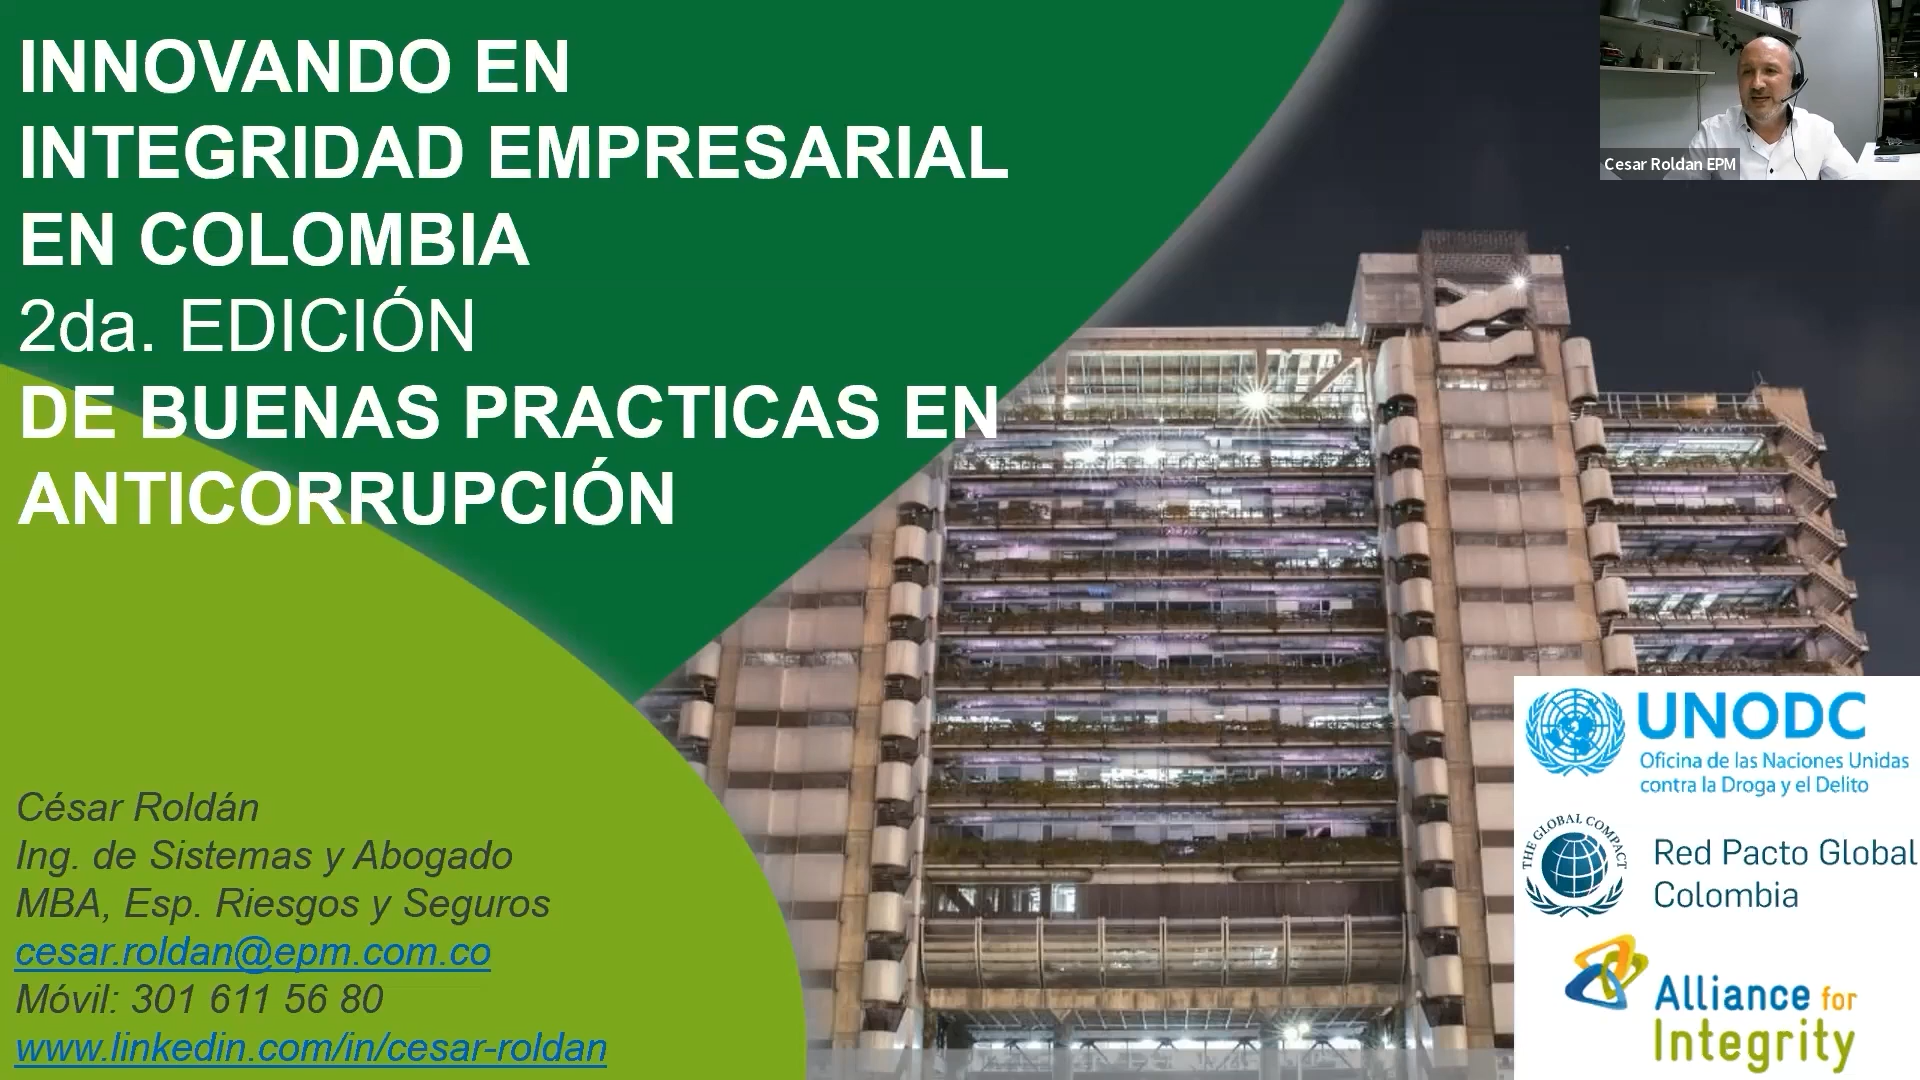 INNOVANDO EN
INTEGRIDAD EMPRESARIAL
EN COLOMBIA
2da. EDICIÓN
DE BUENAS PRACTICAS EN
ANTICORRUPCIÓN
César Roldán
Ing. de Sistemas y Abogado
MBA, Esp. Riesgos y Seguros
cesar.roldan@epm.com.co
Móvil: 301 611 56 80
www.linkedin.com/in/cesar-roldan
Cesar Roldan EPM
UNODC
Oficina de las Naciones Unidas
contra la Droga y el Delito
THE GLOBAL COMPACT
Red Pacto Global
Colombia
Alliance for
Integrity